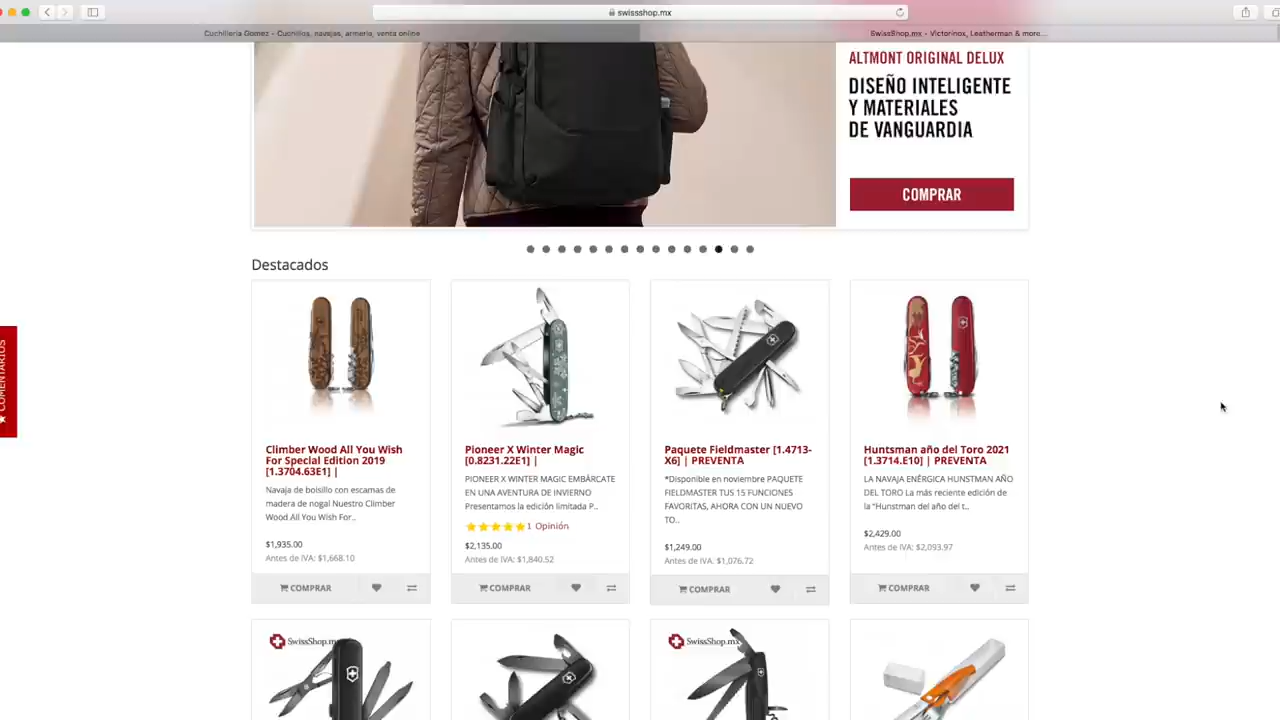 swissshop.mx
Cuchillería Gomez - Cuchillos, navajas, armería, venta online
SwissShop.mx - Victorinox, Leatherman & more...
ALTMONT ORIGINAL DELUX
DISEÑO INTELIGENTE
Y MATERIALES
DE VANGUARDIA
COMPRAR
Destacados
★ COMENTARIOS
Climber Wood All You Wish
For Special Edition 2019
[1.3704.63E1] |
Navaja de bolsillo con escamas de
madera de nogal Nuestro Climber
Wood All You Wish For..
$1,935.00
Antes de IVA: $1,668.10
COMPRAR
Pioneer X Winter Magic
[0.8231.22E1] |
PIONEER X WINTER MAGIC EMBÁRCATE
EN UNA AVENTURA DE INVIERNO
Presentamos la edición limitada P..
1 Opinión
$2,135.00
Antes de IVA: $1,840.52
COMPRAR
Paquete Fieldmaster [1.4713-
X6] | PREVENTA
*Disponible en noviembre PAQUETE
FIELDMASTER TUS 15 FUNCIONES
FAVORITAS, AHORA CON UN NUEVO
TO..
$1,249.00
Antes de IVA: $1,076.72
COMPRAR
Huntsman año del Toro 2021
[1.3714.E10] | PREVENTA
LA NAVAJA ENÉRGICA HUNSTMAN AÑO
DEL TORO La más reciente edición de
la “Hunstman del año del t..
$2,429.00
Antes de IVA: $2,093.97
COMPRAR
SwissShop.mx
SwissShop.mx